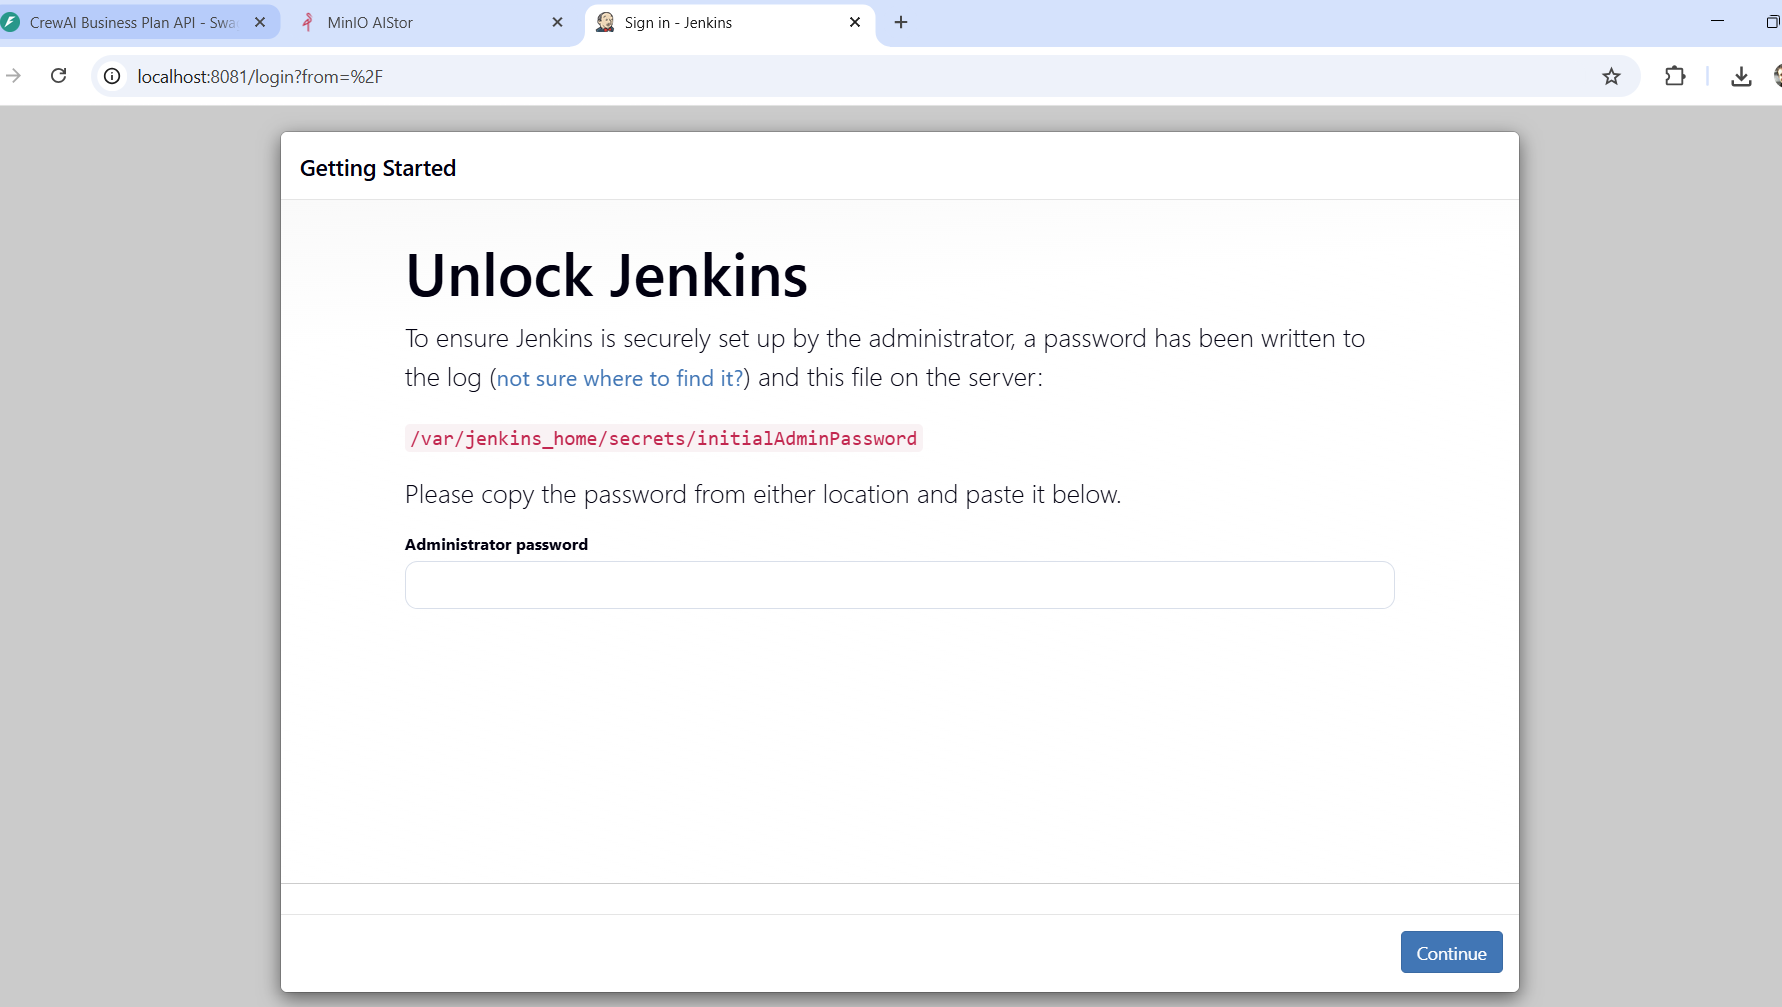 CrewAI Business Plan API - Swa
MinIO AIStor
Sign in - Jenkins
localhost:8081/login?from=%2F
Getting Started
Unlock Jenkins
To ensure Jenkins is securely set up by the administrator, a password has been written to
the log (not sure where to find it?) and this file on the server:
/var/jenkins_home/secrets/initialAdminPassword
Please copy the password from either location and paste it below.
Administrator password
Continue